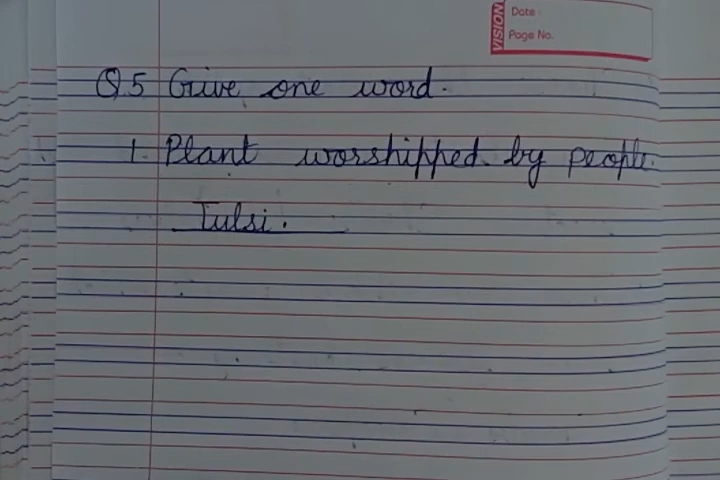 VISION
Date :
Page No.
Q.5 Give one word.
1. Plant worshipped by people.
Tulsi.